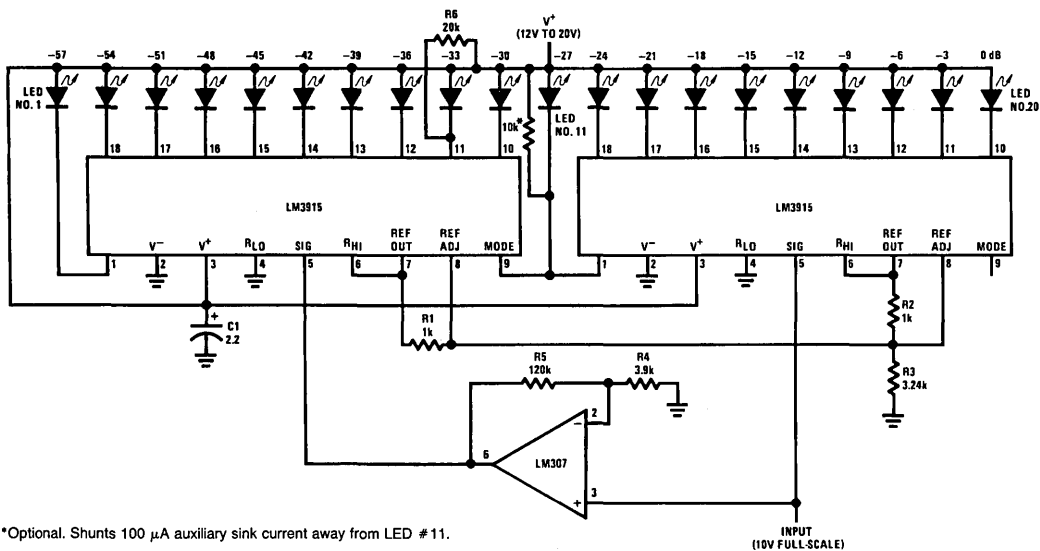 R6
20k
V+
(12V TO 20V)
−57 −54 −51 −48 −45 −42 −39 −36 −33 −30 −27 −24 −21 −18 −15 −12 −9 −6 −3 0 dB
LED
NO. 1
10k*
LED
NO. 11
LED
NO.20
18 17 16 15 14 13 12 11 10 18 17 16 15 14 13 12 11 10
LM3915 LM3915
V− V+ RLO SIG RHI REF OUT REF ADJ MODE V− V+ RLO SIG RHI REF OUT REF ADJ MODE
1 2 3 4 5 6 7 8 9 1 2 3 4 5 6 7 8 9
+
C1
2.2
R1
1k
R2
1k
R3
3.24k
R5
120k
R4
3.9k
2
−
6
LM307
+
3
INPUT
(10V FULL-SCALE)
*Optional. Shunts 100 μA auxiliary sink current away from LED #11.